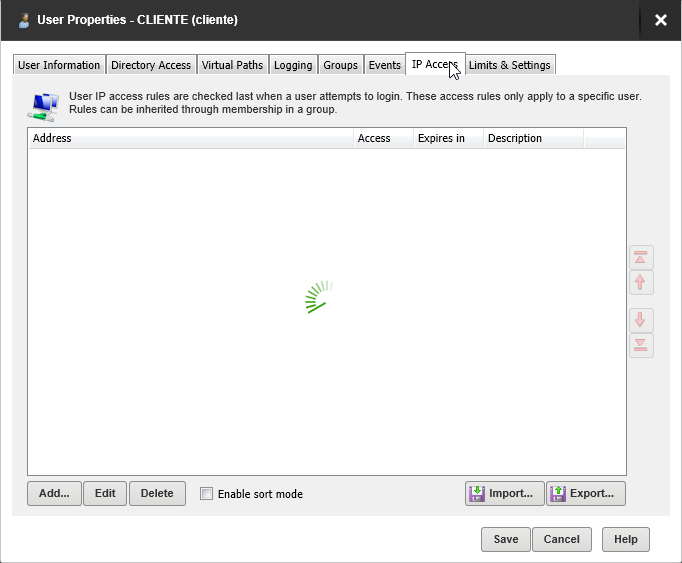 User Properties - CLIENTE (cliente)
User Information Directory Access Virtual Paths Logging Groups Events IP Access Limits & Settings
User IP access rules are checked last when a user attempts to login. These access rules only apply to a specific user.
Rules can be inherited through membership in a group.
Address Access Expires in Description
Add... Edit Delete Enable sort mode Import... Export...
Save Cancel Help